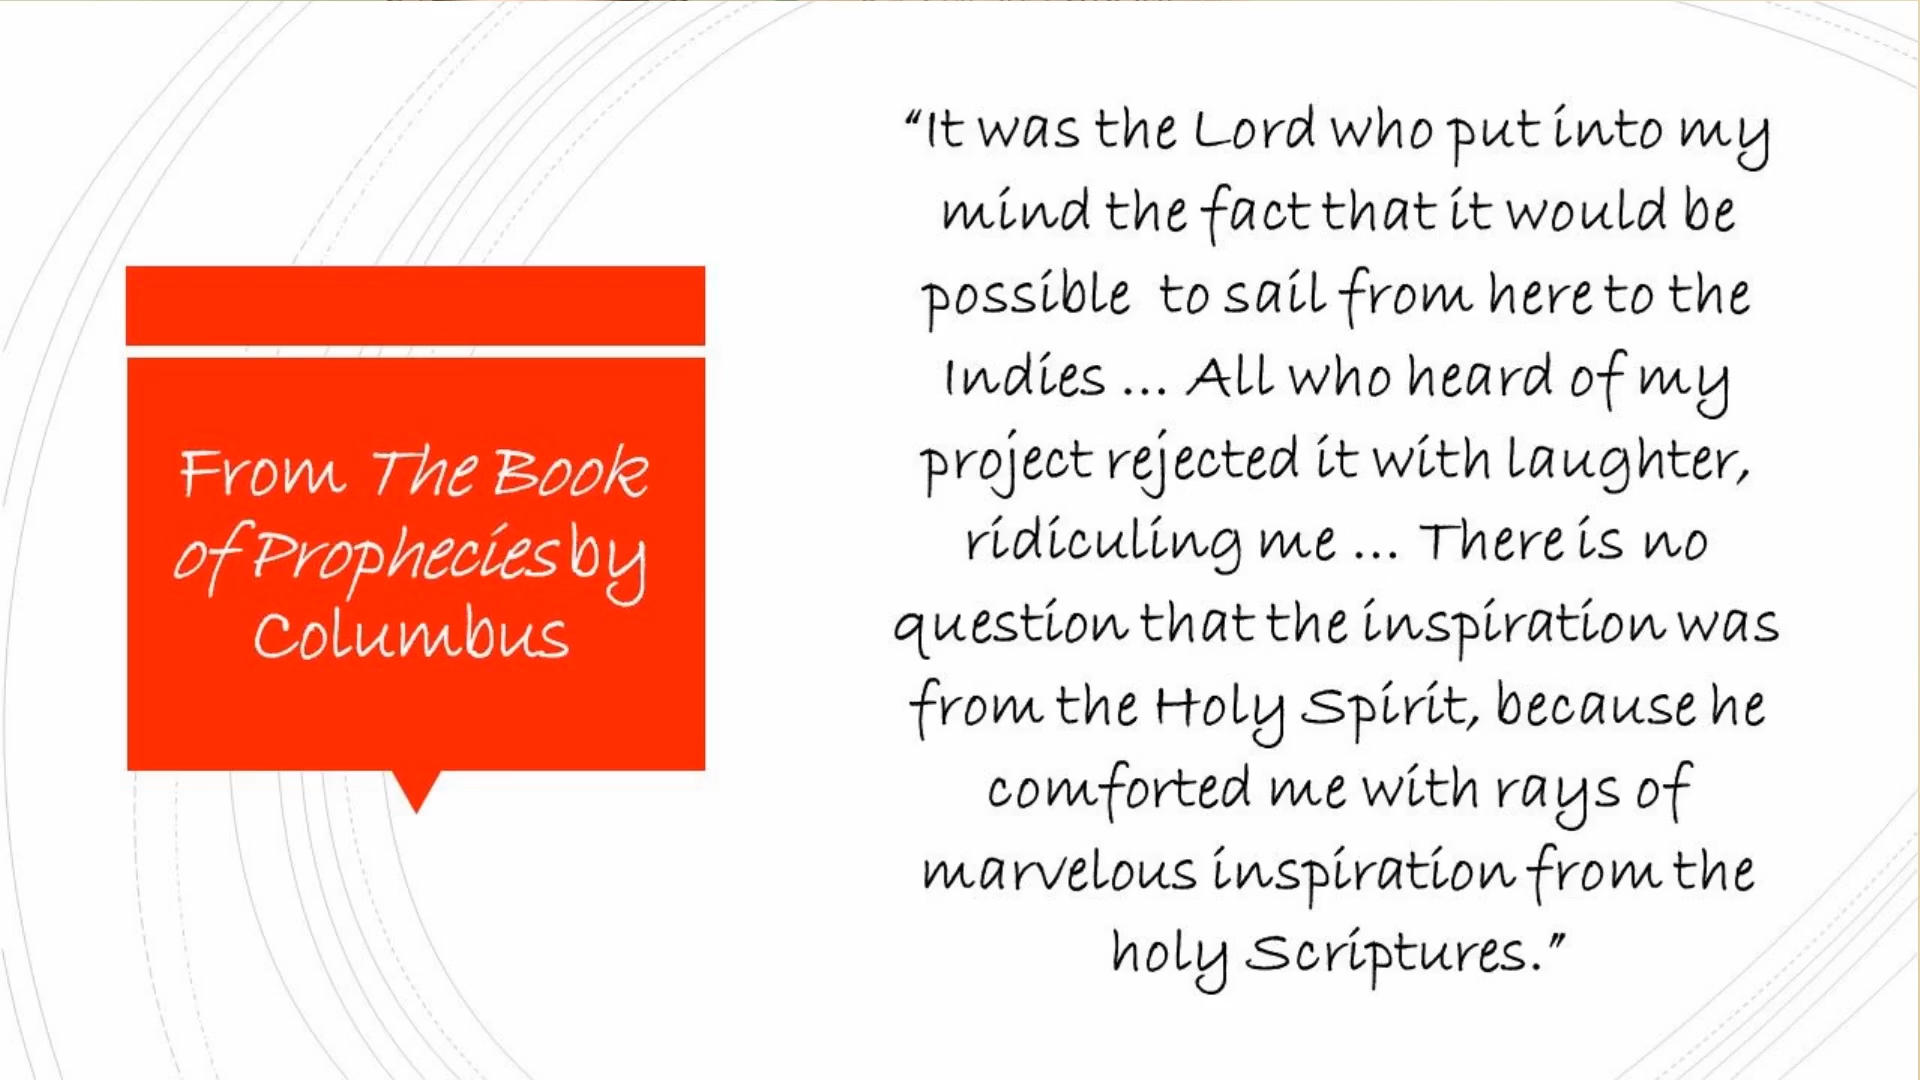 From The Book
of Prophecies by
Columbus
“It was the Lord who put into my
mind the fact that it would be
possible to sail from here to the
Indies ... All who heard of my
project rejected it with laughter,
ridiculing me ... There is no
question that the inspiration was
from the Holy Spirit, because he
comforted me with rays of
marvelous inspiration from the
holy Scriptures.”